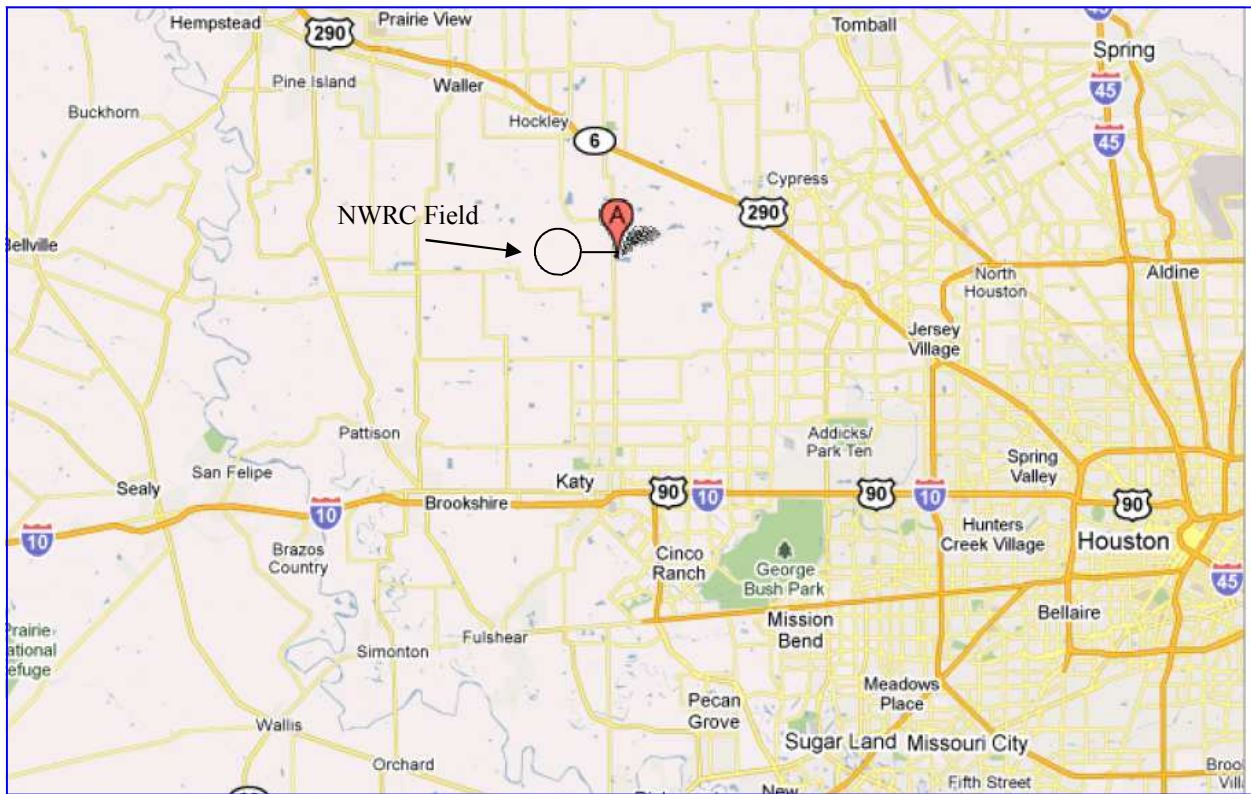 Hempstead
Prairie View
290
Tomball
Spring
Pine Island
Waller
45
Buckhorn
Hockley
6
45
Cypress
NWRC Field
A
290
Bellville
North
Houston
Aldine
Jersey
Village
Pattison
Addicks/
Park Ten
San Felipe
Spring
Valley
Sealy
Katy
Brookshire
10
90
10
90
10
90
10
Hunters
Creek Village
Houston
Brazos
Country
Cinco
Ranch
George
Bush Park
45
Bellaire
Mission
Bend
Prairie
Fulshear
Simonton
Meadows
Place
Pecan
Grove
Wallis
Sugar Land
Missouri City
Orchard
Fifth Street
New